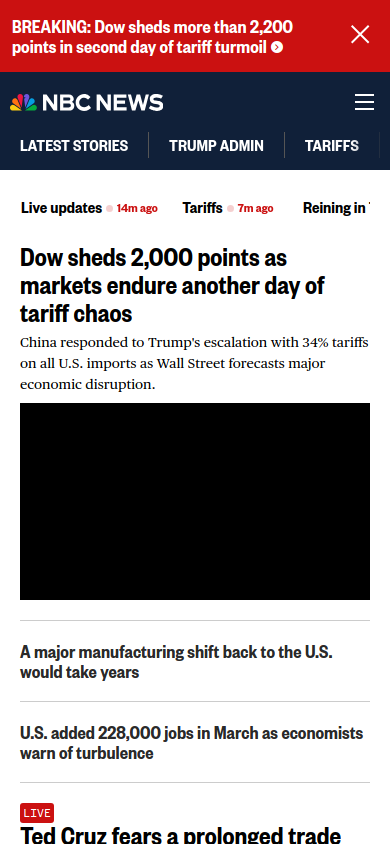 BREAKING: Dow sheds more than 2,200
points in second day of tariff turmoil
NBC NEWS
LATEST STORIES
TRUMP ADMIN
TARIFFS
Live updates 14m ago Tariffs 7m ago Reining in
Dow sheds 2,000 points as
markets endure another day of
tariff chaos
China responded to Trump's escalation with 34% tariffs
on all U.S. imports as Wall Street forecasts major
economic disruption.
A major manufacturing shift back to the U.S.
would take years
U.S. added 228,000 jobs in March as economists
warn of turbulence
LIVE
Ted Cruz fears a prolonged trade